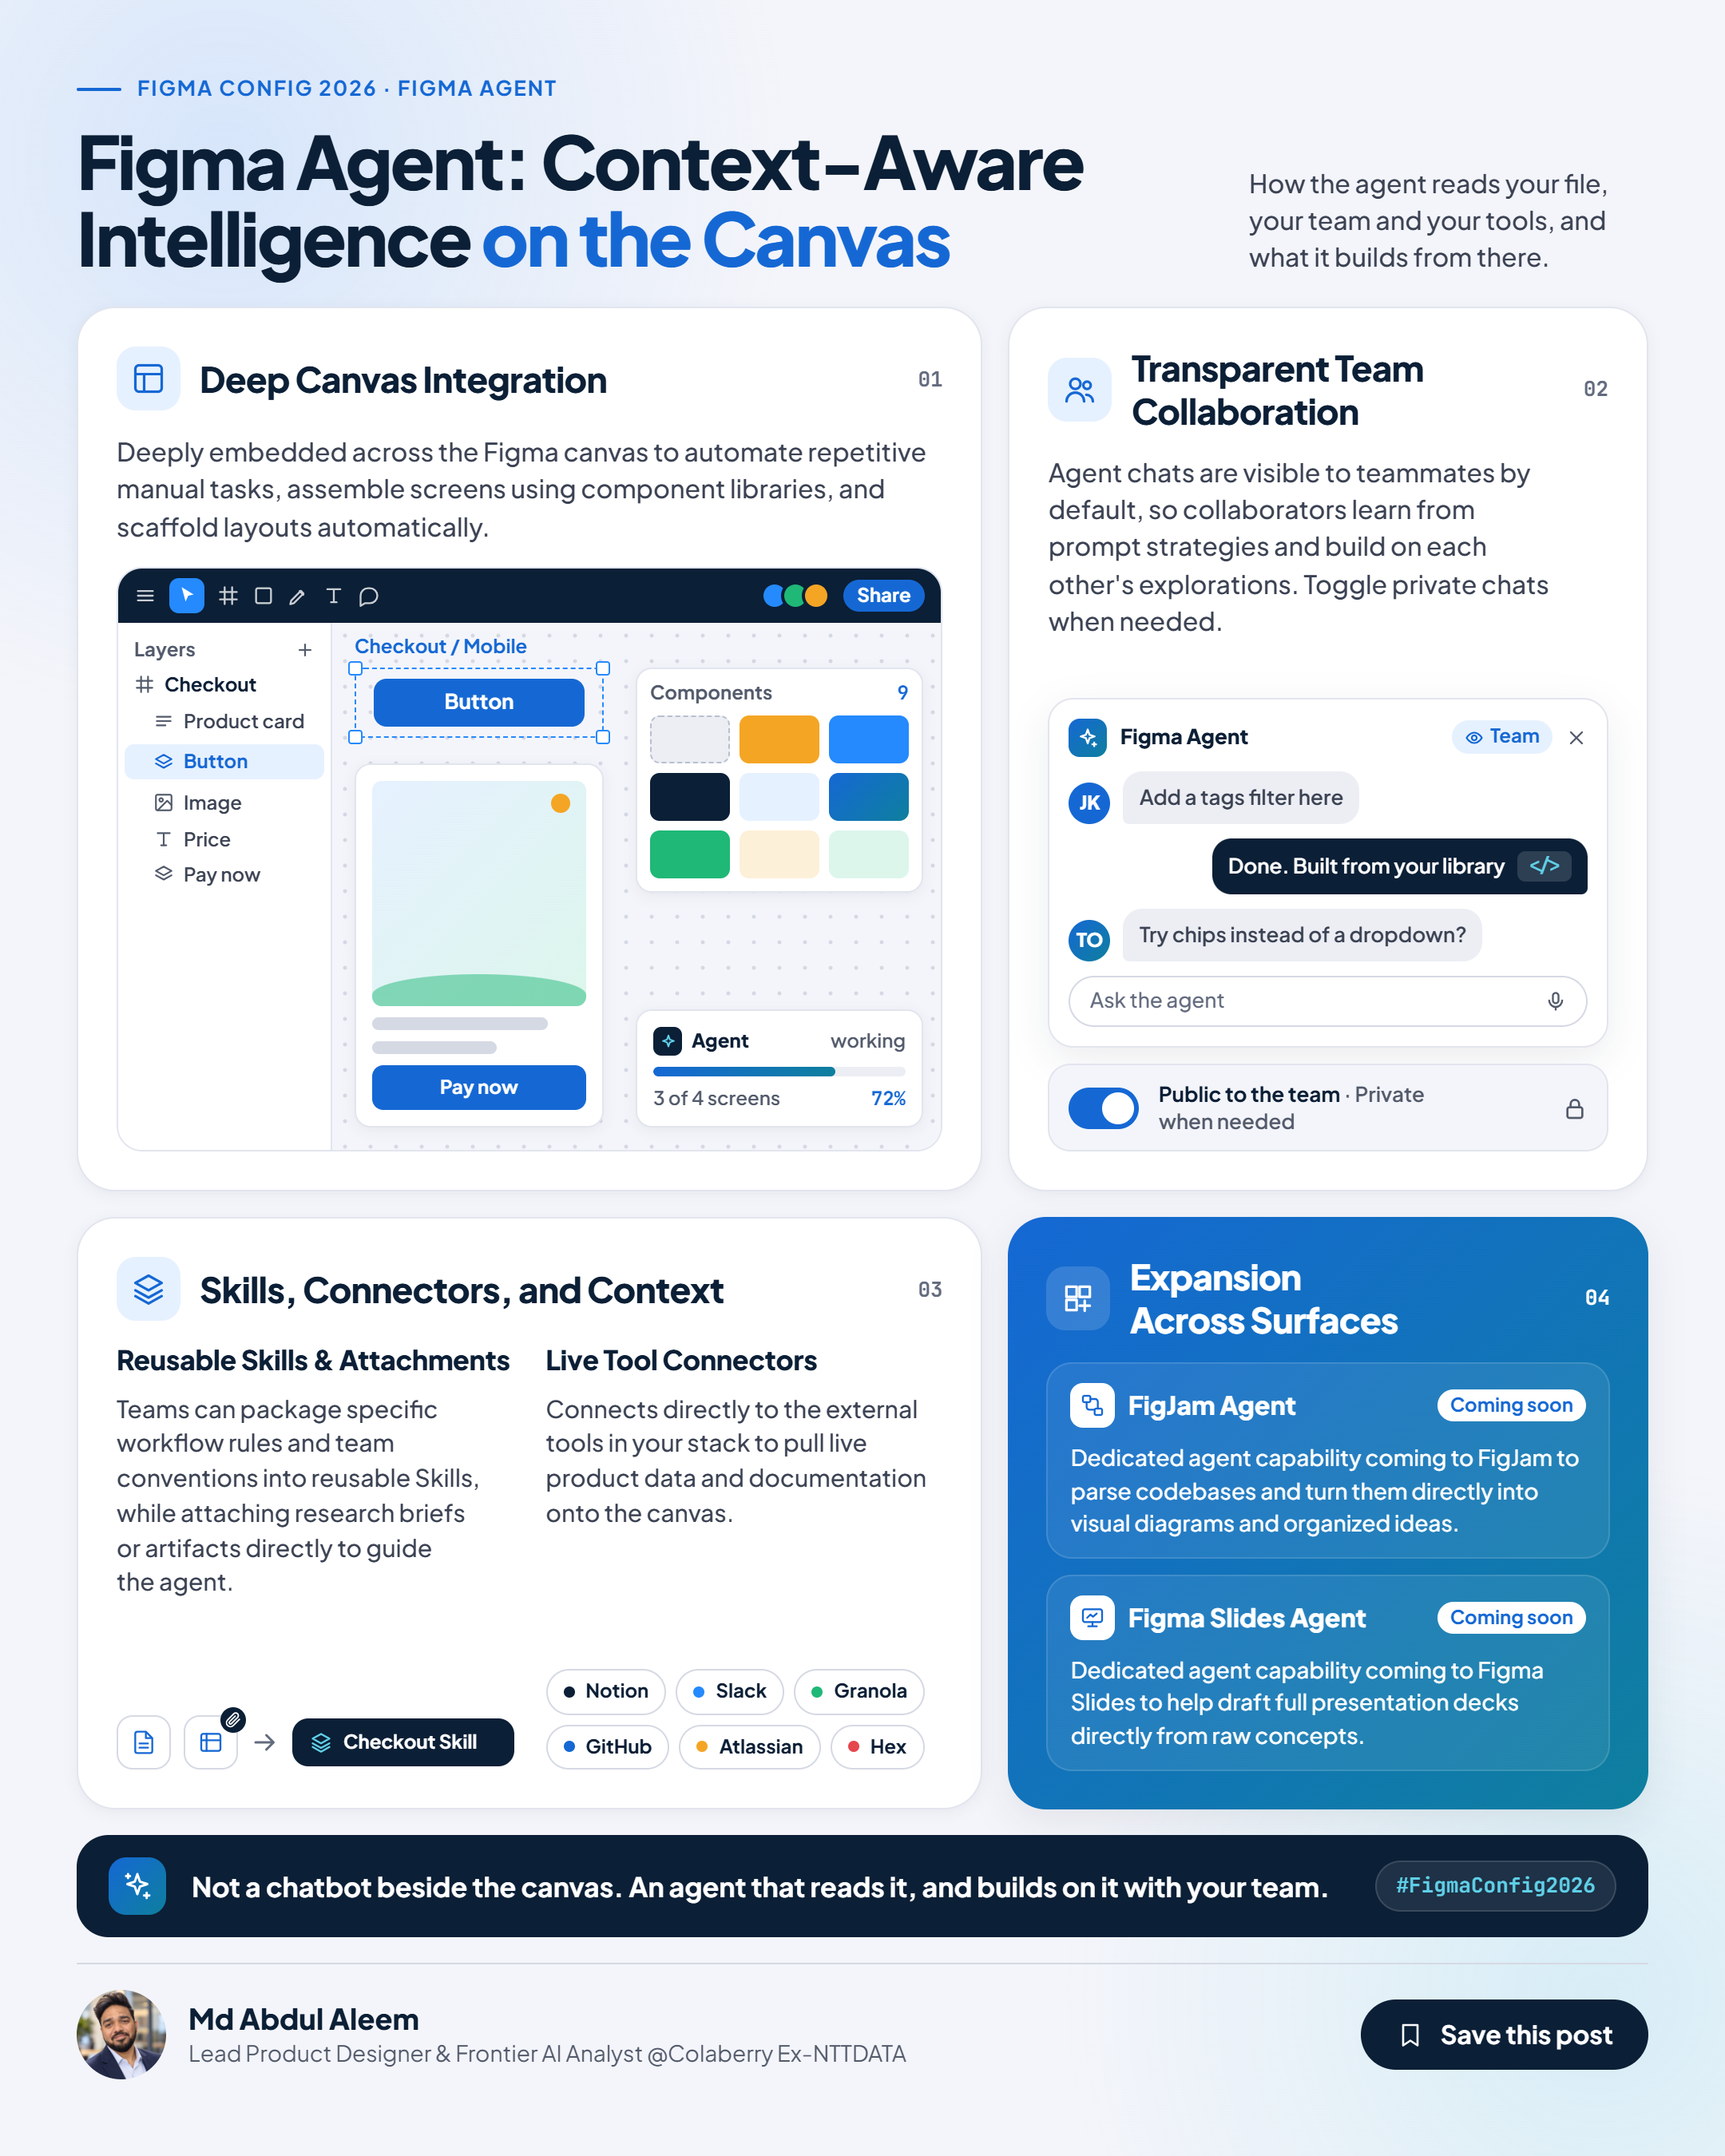 FIGMA CONFIG 2026 · FIGMA AGENT
Figma Agent: Context-Aware
Intelligence on the Canvas
How the agent reads your file,
your team and your tools, and
what it builds from there.
Deep Canvas Integration
01
Deeply embedded across the Figma canvas to automate repetitive
manual tasks, assemble screens using component libraries, and
scaffold layouts automatically.
Share
Layers
Checkout
Product card
Button
Image
Price
Pay now
Checkout / Mobile
Button
Pay now
Components
9
Agent
working
3 of 4 screens
72%
Transparent Team
Collaboration
02
Agent chats are visible to teammates by
default, so collaborators learn from
prompt strategies and build on each
other's explorations. Toggle private chats
when needed.
Figma Agent
Team
JK
Add a tags filter here
Done. Built from your library
</>
TO
Try chips instead of a dropdown?
Ask the agent
Public to the team · Private
when needed
Skills, Connectors, and Context
03
Reusable Skills & Attachments
Teams can package specific
workflow rules and team
conventions into reusable Skills,
while attaching research briefs
or artifacts directly to guide
the agent.
Checkout Skill
Live Tool Connectors
Connects directly to the external
tools in your stack to pull live
product data and documentation
onto the canvas.
Notion
Slack
Granola
GitHub
Atlassian
Hex
Expansion
Across Surfaces
04
FigJam Agent
Coming soon
Dedicated agent capability coming to FigJam to
parse codebases and turn them directly into
visual diagrams and organized ideas.
Figma Slides Agent
Coming soon
Dedicated agent capability coming to Figma
Slides to help draft full presentation decks
directly from raw concepts.
Not a chatbot beside the canvas. An agent that reads it, and builds on it with your team.
#FigmaConfig2026
Md Abdul Aleem
Lead Product Designer & Frontier AI Analyst @Colaberry Ex-NTTDATA
Save this post